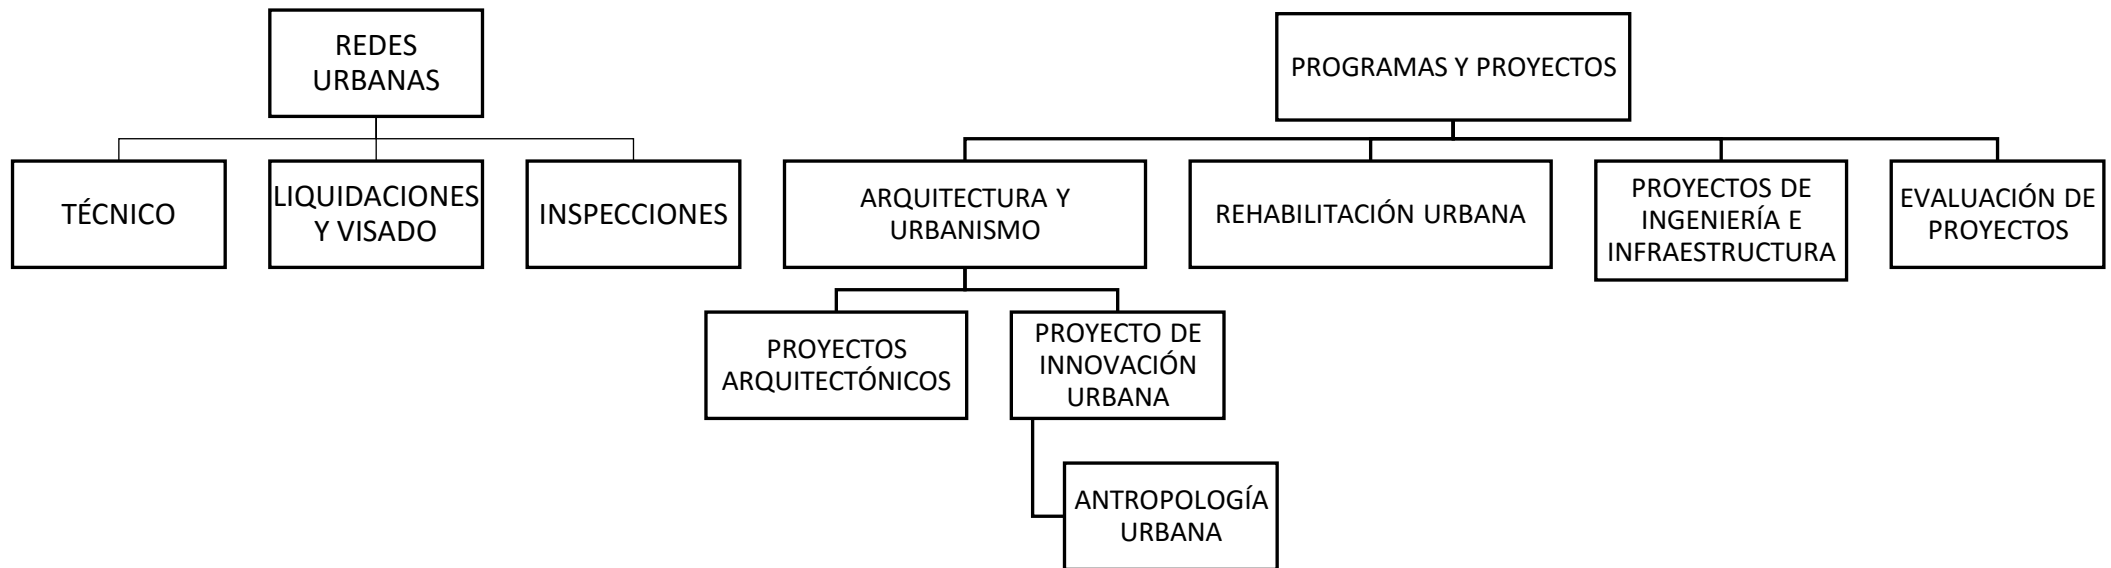 REDES
URBANAS
TÉCNICO
LIQUIDACIONES
Y VISADO
INSPECCIONES
PROGRAMAS Y PROYECTOS
ARQUITECTURA Y
URBANISMO
REHABILITACIÓN URBANA
PROYECTOS DE
INGENIERÍA E
INFRAESTRUCTURA
EVALUACIÓN DE
PROYECTOS
PROYECTOS
ARQUITECTÓNICOS
PROYECTO DE
INNOVACIÓN
URBANA
ANTROPOLOGÍA
URBANA